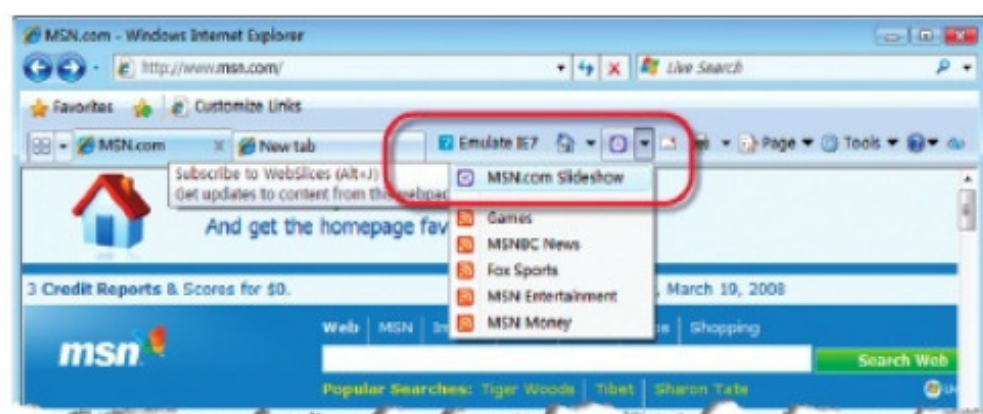 MSN.com - Windows Internet Explorer
http://www.msn.com/
Live Search
Favorites
Customize Links
MSN.com
New tab
Emulate IE7
Page
Tools
Subscribe to WebSlices (Alt+J)
Get updates to content from this webpag
MSN.com Slideshow
And get the homepage fav
Games
MSNBC News
Fox Sports
MSN Entertainment
MSN Money
3 Credit Reports & Scores for $0.
March 19, 2008
Web MSN Shopping
msn
Search Web
Popular Searches: Tiger Woods Tibet Sharon Tate